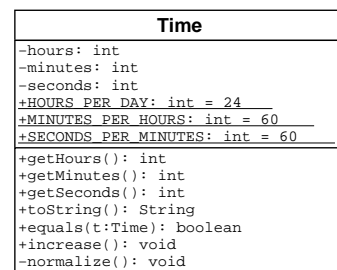 Time
-hours: int
-minutes: int
-seconds: int
+HOURS_PER_DAY: int = 24
+MINUTES_PER_HOURS: int = 60
+SECONDS_PER_MINUTES: int = 60
+getHours(): int
+getMinutes(): int
+getSeconds(): int
+toString(): String
+equals(t:Time): boolean
+increase(): void
-normalize(): void